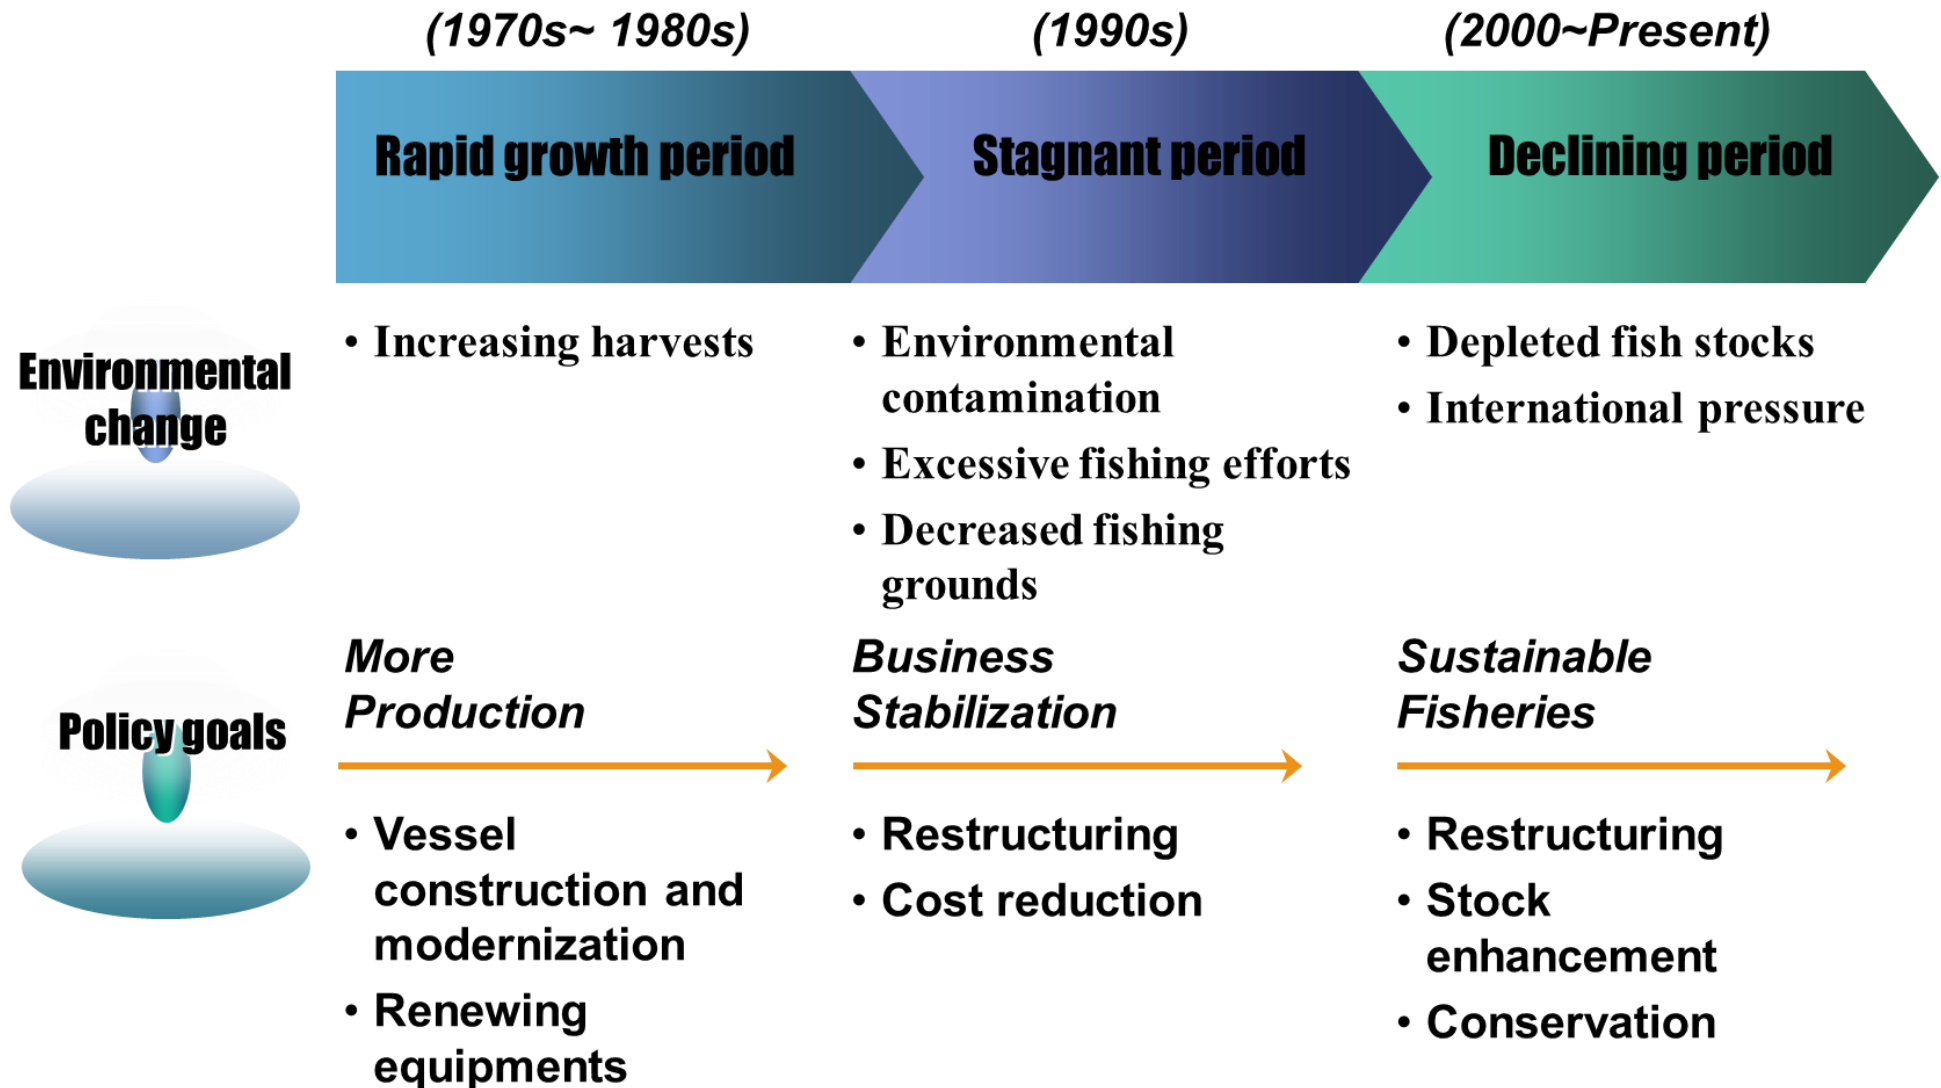 (1970s~ 1980s)
(1990s)
(2000~Present)
Rapid growth period
Stagnant period
Declining period
Environmental
change
• Increasing harvests
• Environmental
contamination
• Excessive fishing efforts
• Decreased fishing
grounds
• Depleted fish stocks
• International pressure
Policy goals
More
Production
• Vessel
construction and
modernization
• Renewing
equipments
Business
Stabilization
• Restructuring
• Cost reduction
Sustainable
Fisheries
• Restructuring
• Stock
enhancement
• Conservation